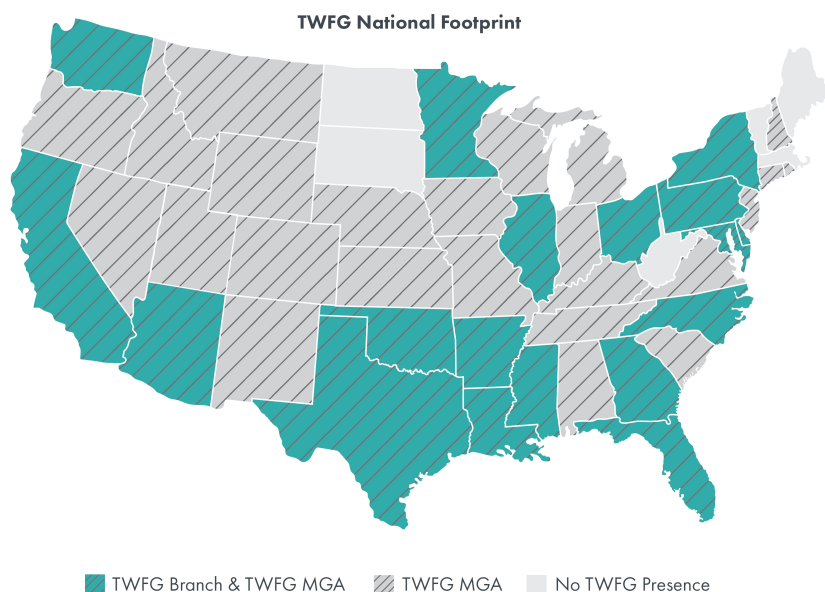 TWFG National Footprint
TWFG Branch & TWFG MGA TWFG MGA No TWFG Presence